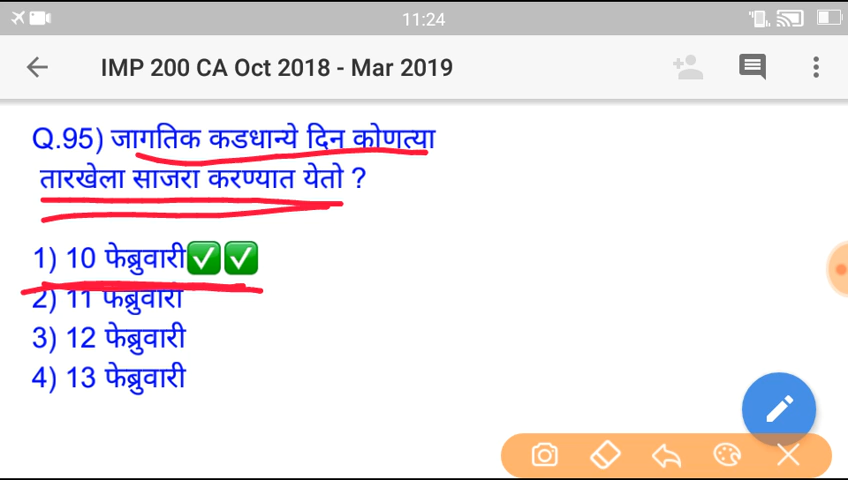 11:24
IMP 200 CA Oct 2018 - Mar 2019
Q.95) जागतिक कडधान्ये दिन कोणत्या
तारखेला साजरा करण्यात येतो ?
1) 10 फेब्रुवारी✅✅
2) 11 फेब्रुवारी
3) 12 फेब्रुवारी
4) 13 फेब्रुवारी